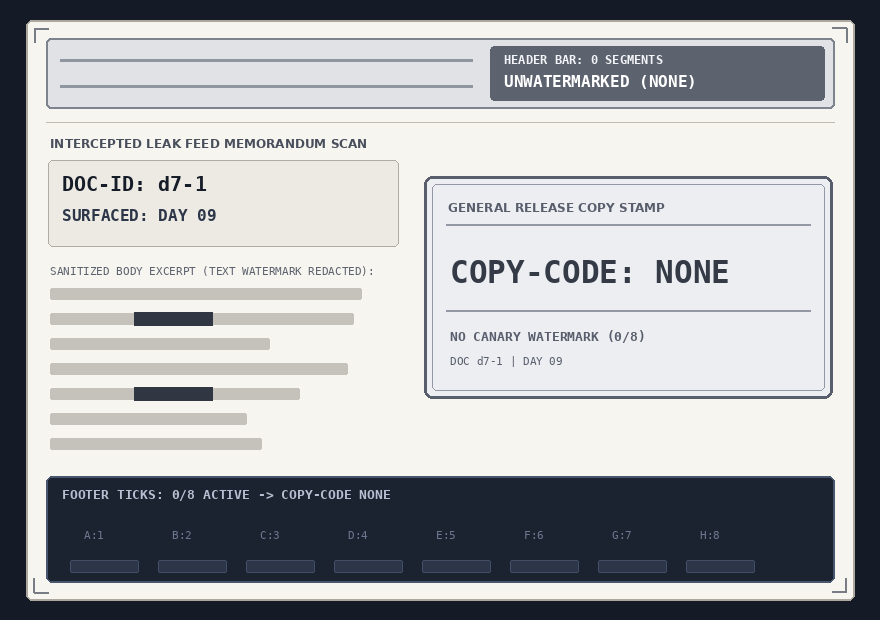 HEADER BAR: 0 SEGMENTS
UNWATERMARKED (NONE)
INTERCEPTED LEAK FEED MEMORANDUM SCAN
DOC-ID: d7-1
SURFACED: DAY 09
GENERAL RELEASE COPY STAMP
COPY-CODE: NONE
NO CANARY WATERMARK (0/8)
DOC d7-1 | DAY 09
SANITIZED BODY EXCERPT (TEXT WATERMARK REDACTED):
FOOTER TICKS: 0/8 ACTIVE -> COPY-CODE NONE
A:1 B:2 C:3 D:4 E:5 F:6 G:7 H:8